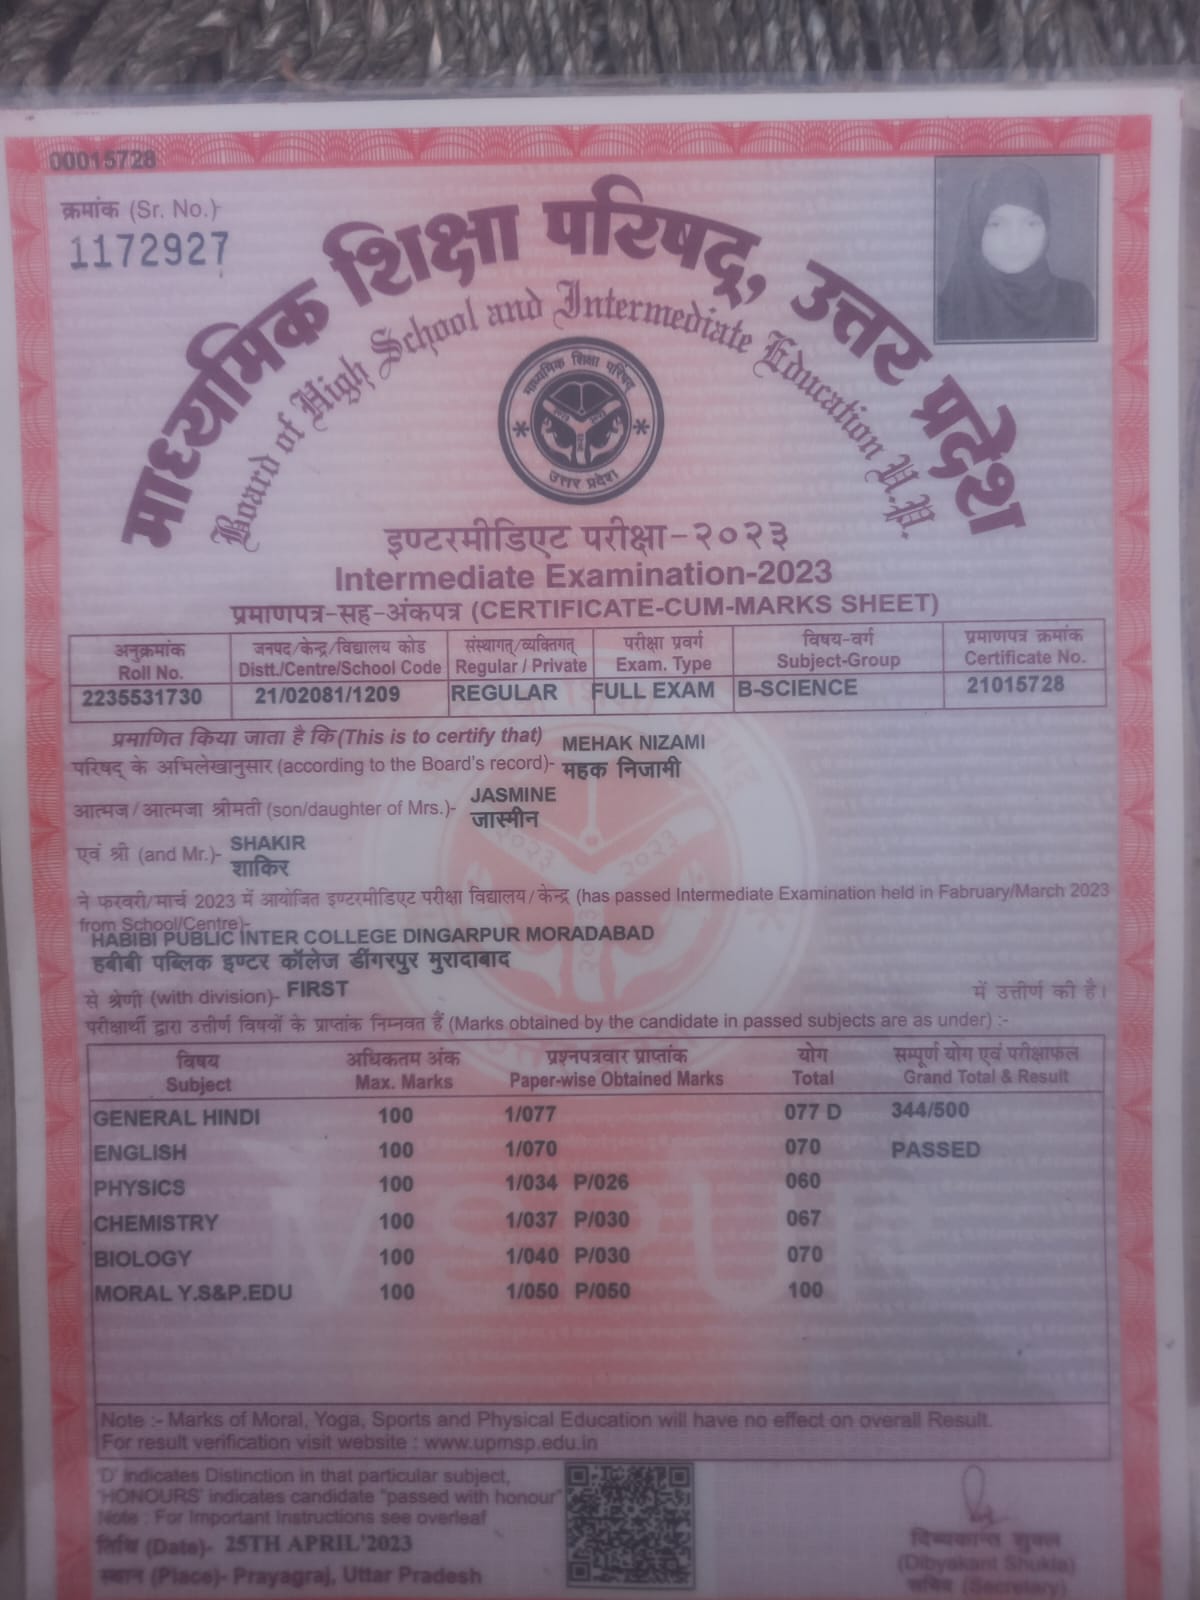 00015728
क्रमांक (Sr. No.)-
1172927
माध्यमिक शिक्षा परिषद्, उत्तर प्रदेश
Board of High School and Intermediate Education U.P.
माध्यमिक शिक्षा परिषद्
उत्तर प्रदेश
इण्टरमीडिएट परीक्षा-२०२३
Intermediate Examination-2023
प्रमाणपत्र-सह-अंकपत्र (CERTIFICATE-CUM-MARKS SHEET)
अनुक्रमांक जनपद/केन्द्र/विद्यालय कोड संस्थागत्/व्यक्तिगत् परीक्षा प्रवर्ग विषय-वर्ग प्रमाणपत्र क्रमांक
Roll No. Distt./Centre/School Code Regular / Private Exam. Type Subject-Group Certificate No.
2235531730 21/02081/1209 REGULAR FULL EXAM B-SCIENCE 21015728
प्रमाणित किया जाता है कि(This is to certify that) MEHAK NIZAMI
परिषद् के अभिलेखानुसार (according to the Board's record)- महक निजामी
आत्मज/आत्मजा श्रीमती (son/daughter of Mrs.)- JASMINE
जास्मीन
एवं श्री (and Mr.)- SHAKIR
शाकिर
ने फरवरी/मार्च 2023 में आयोजित इण्टरमीडिएट परीक्षा विद्यालय/केन्द्र (has passed Intermediate Examination held in Fabruary/March 2023
from School/Centre)-
HABIBI PUBLIC INTER COLLEGE DINGARPUR MORADABAD
हबीबी पब्लिक इण्टर कॉलेज डींगरपुर मुरादाबाद
से श्रेणी (with division)- FIRST में उत्तीर्ण की है।
परीक्षार्थी द्वारा उत्तीर्ण विषयों के प्राप्तांक निम्नवत हैं (Marks obtained by the candidate in passed subjects are as under) :-
विषय अधिकतम अंक प्रश्नपत्रवार प्राप्तांक योग सम्पूर्ण योग एवं परीक्षाफल
Subject Max. Marks Paper-wise Obtained Marks Total Grand Total & Result
GENERAL HINDI 100 1/077 077 D 344/500
ENGLISH 100 1/070 070 PASSED
PHYSICS 100 1/034 P/026 060
CHEMISTRY 100 1/037 P/030 067
BIOLOGY 100 1/040 P/030 070
MORAL Y.S&P.EDU 100 1/050 P/050 100
Note :- Marks of Moral, Yoga, Sports and Physical Education will have no effect on overall Result.
For result verification visit website : www.upmsp.edu.in
'D' indicates Distinction in that particular subject,
'HONOURS' indicates candidate "passed with honour"
Note : For Important Instructions see overleaf
तिथि (Date)- 25TH APRIL'2023
स्थान (Place)- Prayagraj, Uttar Pradesh
दिब्यकान्त शुक्ल
(Dibyakant Shukla)
सचिव (Secretary)